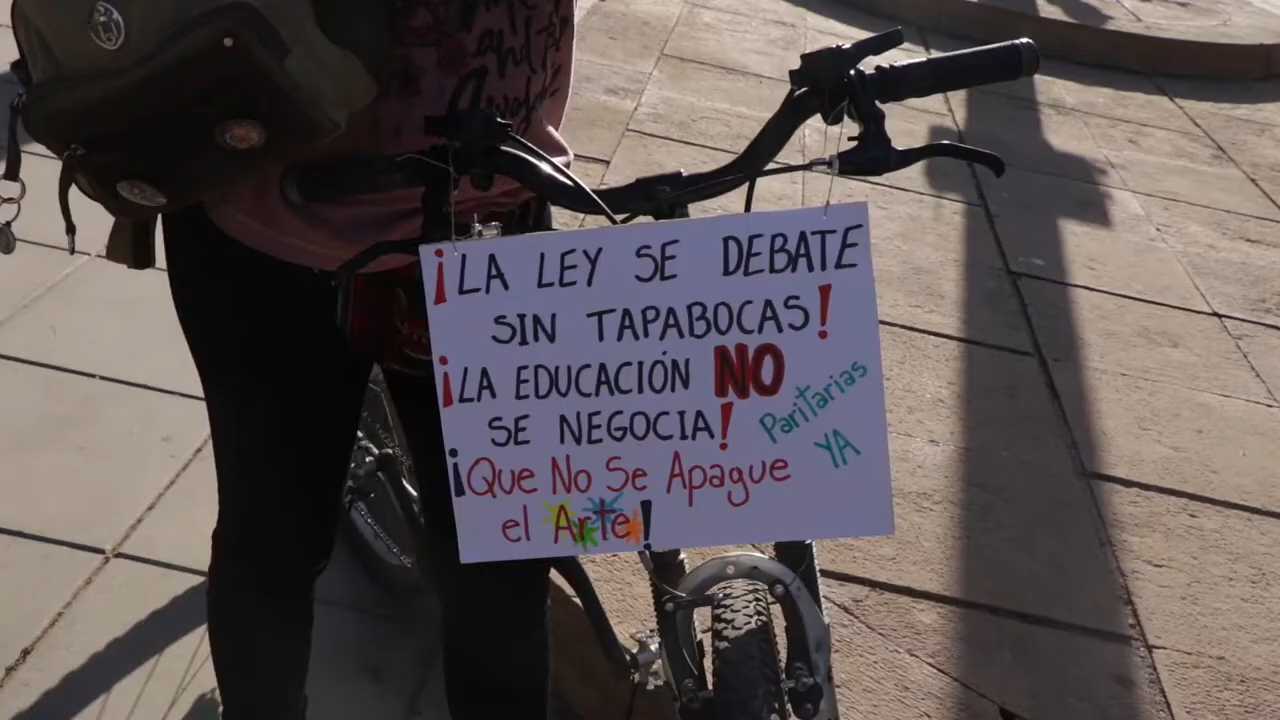 ¡LA LEY SE DEBATE
SIN TAPABOCAS!
¡LA EDUCACIÓN NO
SE NEGOCIA!
Paritarias
YA
¡Que No Se Apague
el Arte!
and